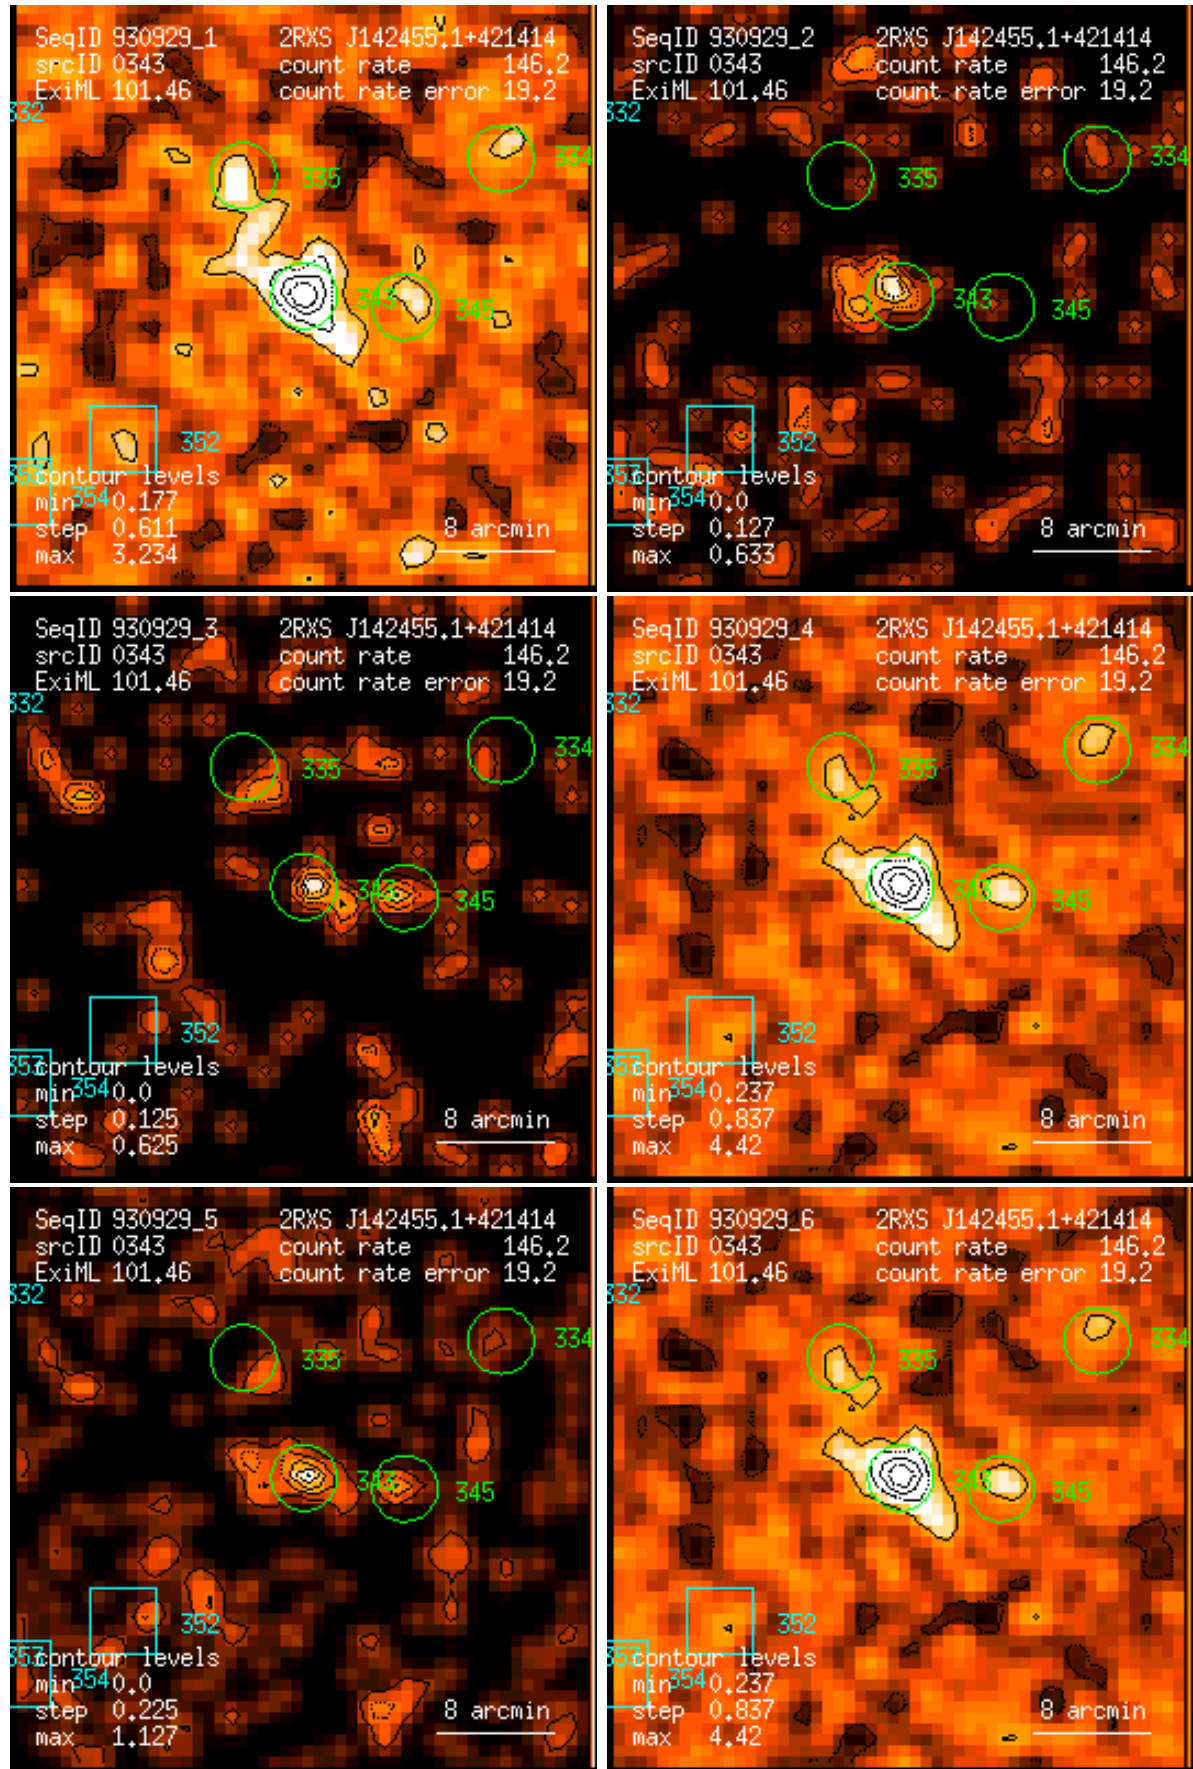 SeqID 930929_1 2RXS J142455.1+421414
srcID 0343 count rate 146.2
ExiML 101.46 count rate error 19.2
332
334
335
343
345
352
353 contour levels
min 354 0.177
step 0.611 8 arcmin
max 3.234
SeqID 930929_2 2RXS J142455.1+421414
srcID 0343 count rate 146.2
ExiML 101.46 count rate error 19.2
332
334
335
343
345
352
353 contour levels
min 354 0.0
step 0.127 8 arcmin
max 0.633
SeqID 930929_3 2RXS J142455.1+421414
srcID 0343 count rate 146.2
ExiML 101.46 count rate error 19.2
332
334
335
343
345
352
353 contour levels
min 354 0.0
step 0.125 8 arcmin
max 0.625
SeqID 930929_4 2RXS J142455.1+421414
srcID 0343 count rate 146.2
ExiML 101.46 count rate error 19.2
332
334
335
343
345
352
353 contour levels
min 354 0.237
step 0.837 8 arcmin
max 4.42
SeqID 930929_5 2RXS J142455.1+421414
srcID 0343 count rate 146.2
ExiML 101.46 count rate error 19.2
332
334
335
343
345
352
353 contour levels
min 354 0.0
step 0.225 8 arcmin
max 1.127
SeqID 930929_6 2RXS J142455.1+421414
srcID 0343 count rate 146.2
ExiML 101.46 count rate error 19.2
332
334
335
343
345
352
353 contour levels
min 354 0.237
step 0.837 8 arcmin
max 4.42